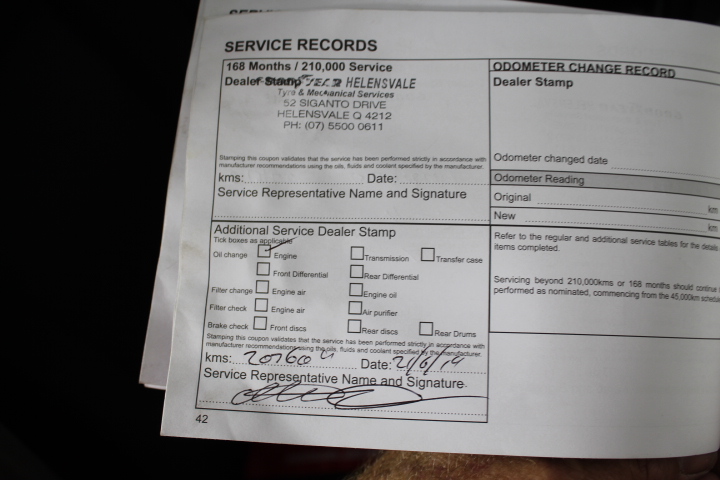 SERVICE RECORDS
168 Months / 210,000 Service
Dealer Stamp HELENSVALE
Tyre & Mechanical Services
52 SIGANTO DRIVE
HELENSVALE Q 4212
PH: (07) 5500 0611
Stamping this coupon validates that the service has been performed strictly in accordance with
manufacturer recommendations using the oils, fluids and coolant specified by the manufacturer.
kms: Date:
Service Representative Name and Signature
Additional Service Dealer Stamp
Tick boxes as applicable
Oil change Engine Transmission Transfer case
Front Differential Rear Differential
Filter change Engine air Engine oil
Filter check Engine air Air purifier
Brake check Front discs Rear discs Rear Drums
Stamping this coupon validates that the service has been performed strictly in accordance with
manufacturer recommendations using the oils, fluids and coolant specified by the manufacturer.
kms: Date: 21/6/19
Service Representative Name and Signature
42
ODOMETER CHANGE RECORD
Dealer Stamp
Odometer changed date
Odometer Reading
Original km
New km
Refer to the regular and additional service tables for the details
items completed.
Servicing beyond 210,000kms or 168 months should continue
performed as nominated, commencing from the 45,000km